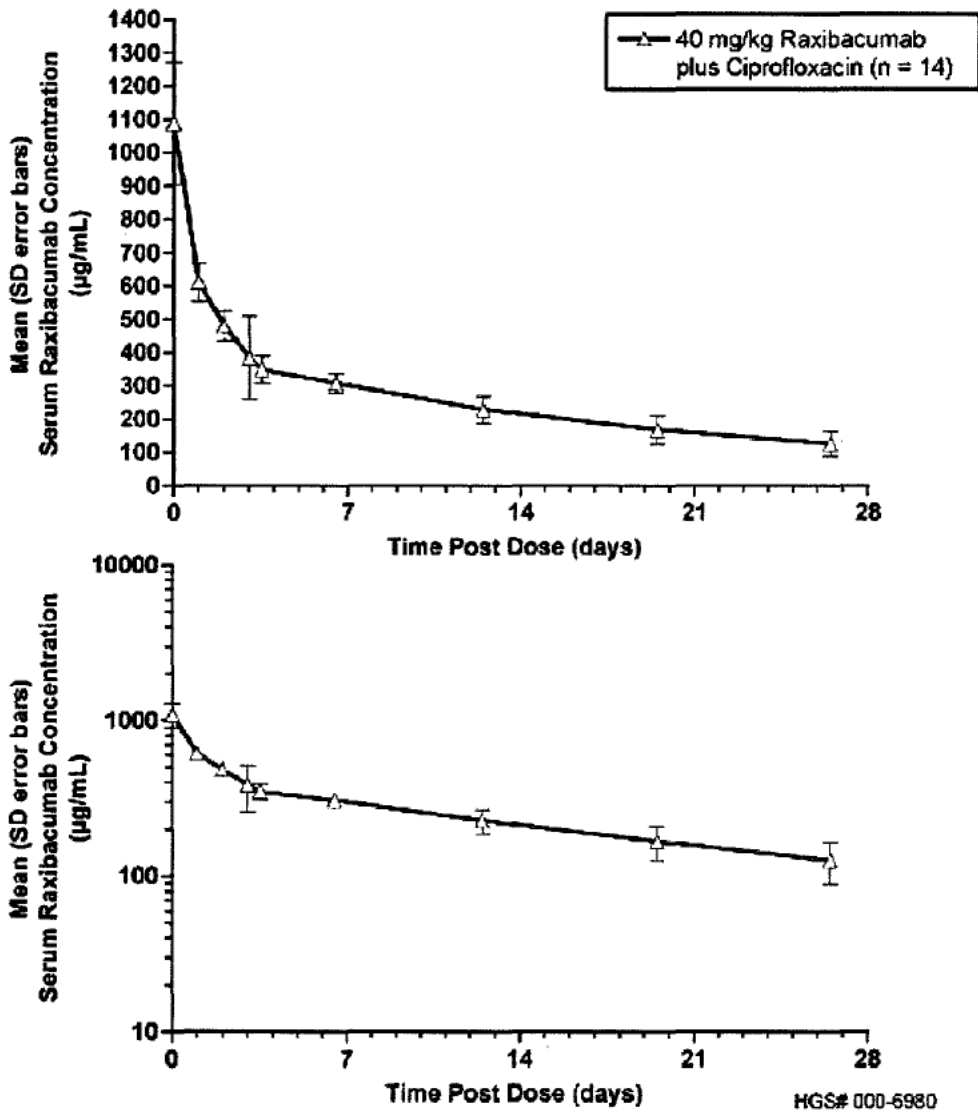 1400
1300
1200
1100
1000
900
800
700
600
500
400
300
200
100
0
Mean (SD error bars)
Serum Raxibacumab Concentration
(µg/mL)
40 mg/kg Raxibacumab
plus Ciprofloxacin (n = 14)
0 7 14 21 28
Time Post Dose (days)
10000
1000
100
10
Mean (SD error bars)
Serum Raxibacumab Concentration
(µg/mL)
0 7 14 21 28
Time Post Dose (days)
HGS# 000-6980